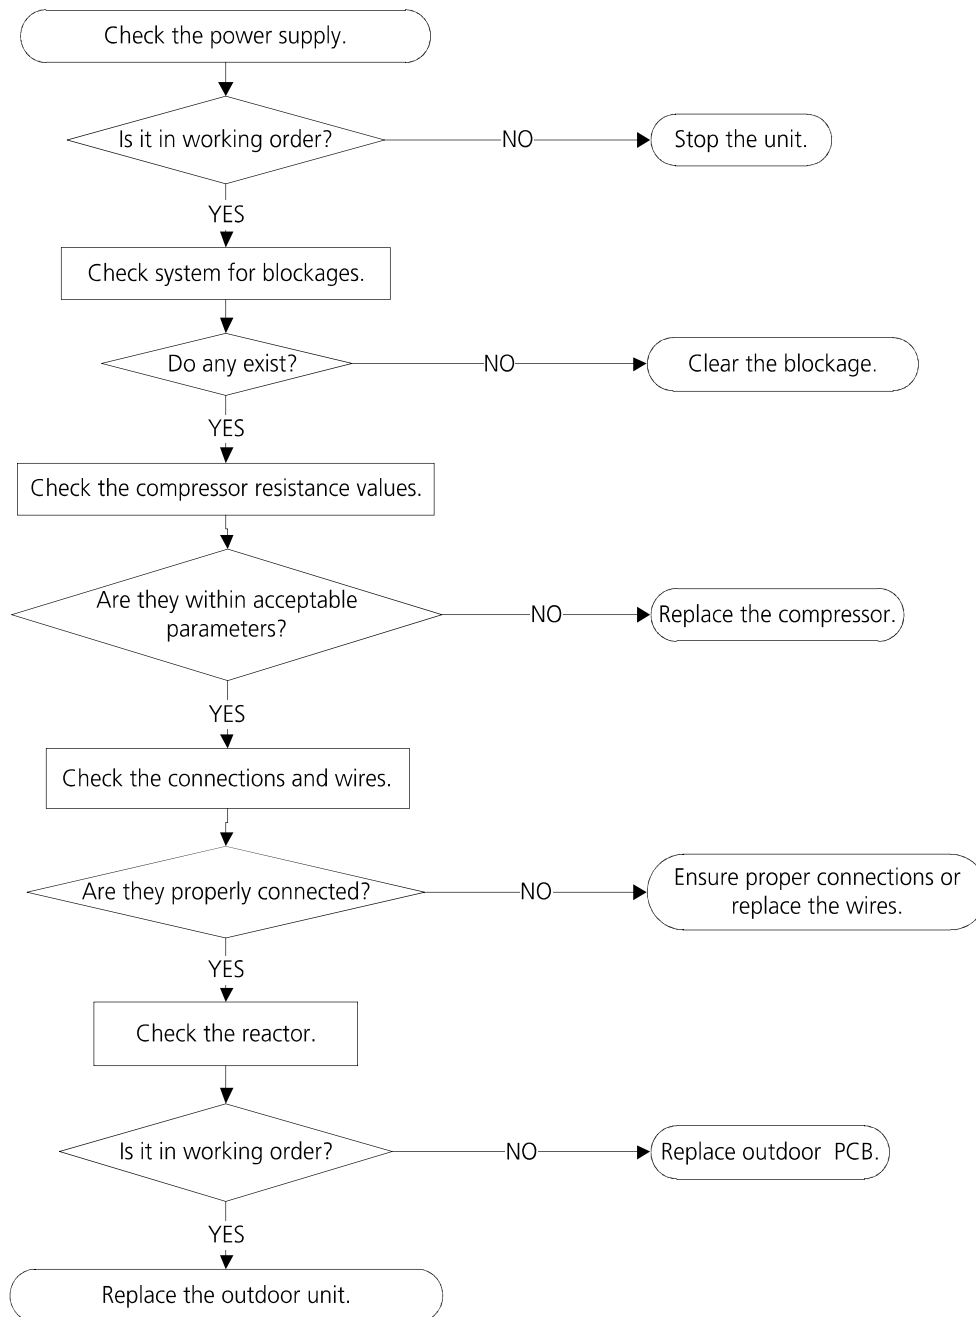 Check the power supply.
Is it in working order?
NO
Stop the unit.
YES
Check system for blockages.
Do any exist?
NO
Clear the blockage.
YES
Check the compressor resistance values.
Are they within acceptable
parameters?
NO
Replace the compressor.
YES
Check the connections and wires.
Are they properly connected?
NO
Ensure proper connections or
replace the wires.
YES
Check the reactor.
Is it in working order?
NO
Replace outdoor PCB.
YES
Replace the outdoor unit.